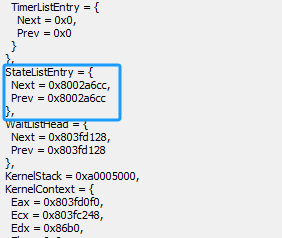 TimerListEntry = {
Next = 0x0,
Prev = 0x0
}
},
StateListEntry = {
Next = 0x8002a6cc,
Prev = 0x8002a6cc
},
WaitListHead = {
Next = 0x803fd128,
Prev = 0x803fd128
},
KernelStack = 0xa0005000,
KernelContext = {
Eax = 0x803fd0f0,
Ecx = 0x803fc248,
Edx = 0x86b0,